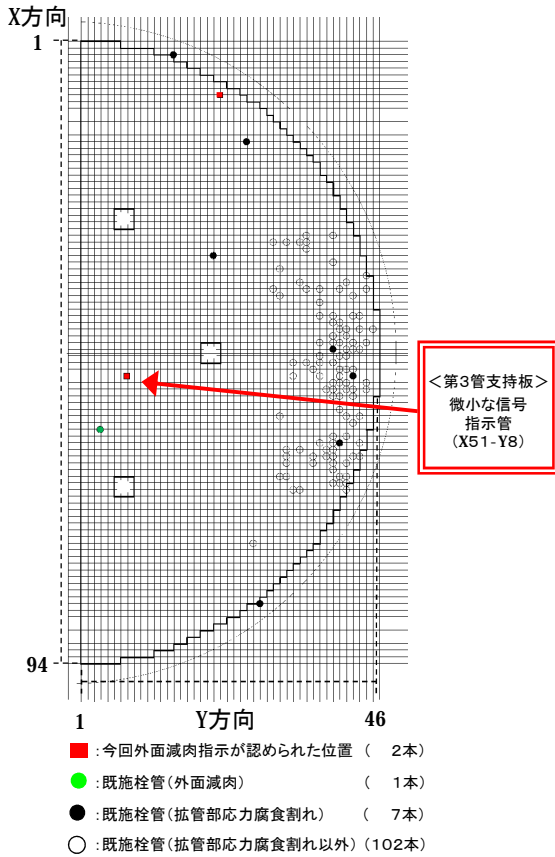 X方向
1
<第3管支持板>
微小な信号
指示管
(X51-Y8)
94
1
Y方向
46
:今回外面減肉指示が認められた位置 ( 2本)
:既施栓管(外面減肉) ( 1本)
:既施栓管(拡管部応力腐食割れ) ( 7本)
:既施栓管(拡管部応力腐食割れ以外) (102本)